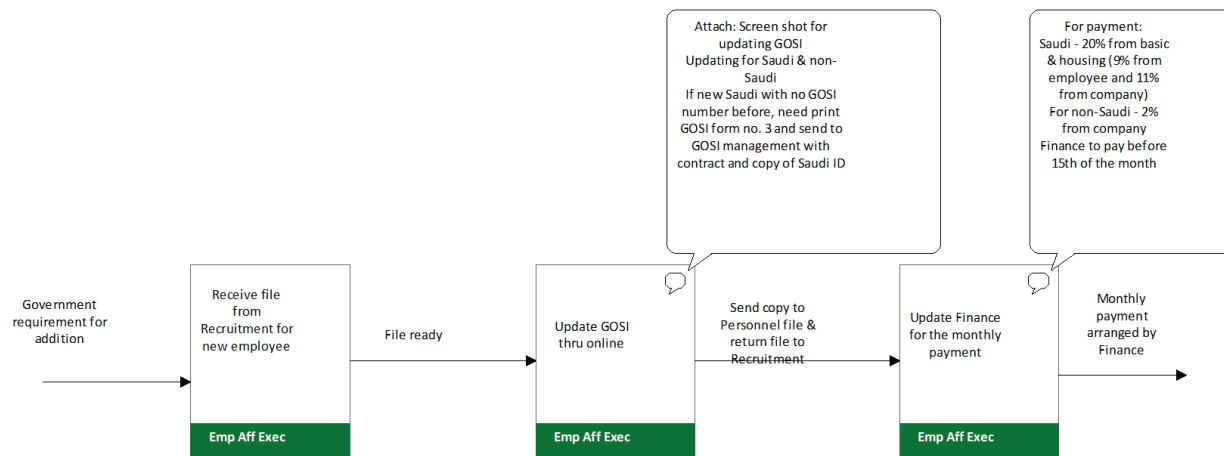 Attach: Screen shot for
updating GOSI
Updating for Saudi & non-
Saudi
If new Saudi with no GOSI
number before, need print
GOSI form no. 3 and send to
GOSI management with
contract and copy of Saudi ID
For payment:
Saudi - 20% from basic
& housing (9% from
employee and 11%
from company)
For non-Saudi - 2%
from company
Finance to pay before
15th of the month
Government
requirement for
addition
Receive file
from
Recruitment for
new employee
Emp Aff Exec
File ready
Update GOSI
thru online
Emp Aff Exec
Send copy to
Personnel file &
return file to
Recruitment
Update Finance
for the monthly
payment
Emp Aff Exec
Monthly
payment
arranged by
Finance